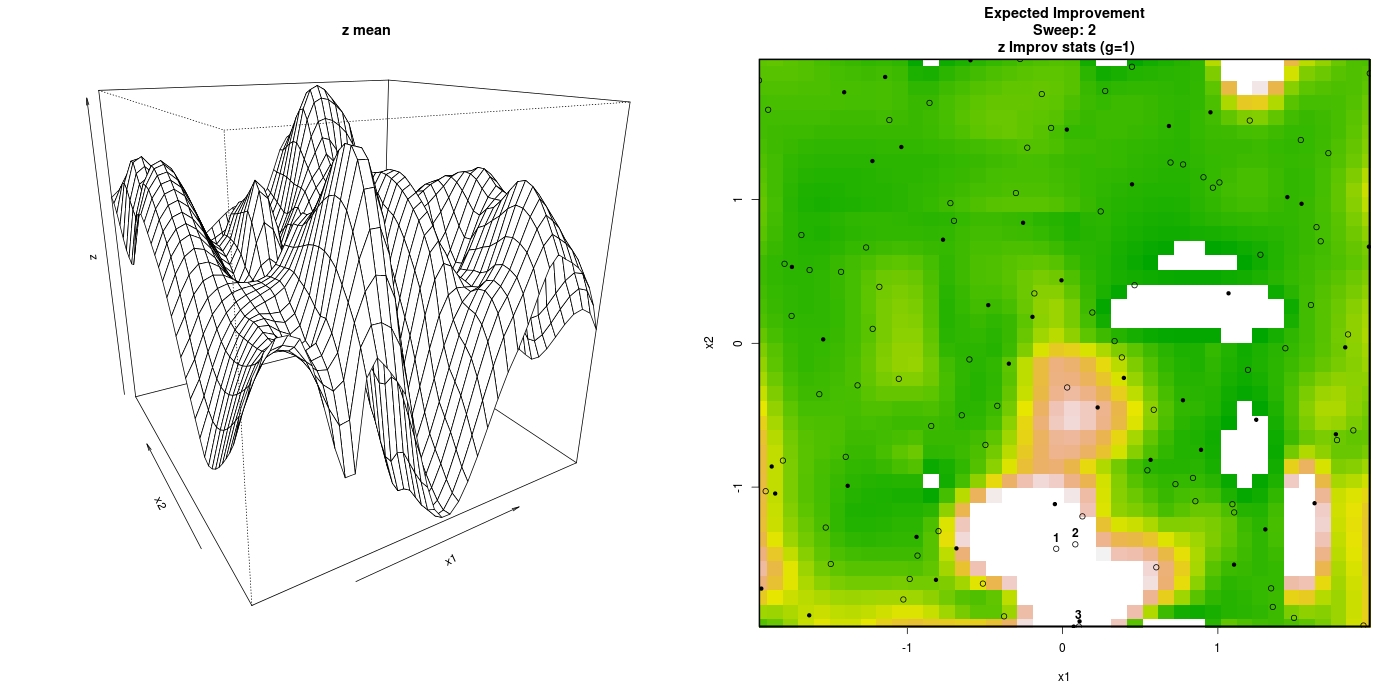 z mean
z
x2
x1
Expected Improvement
Sweep: 2
z Improv stats (g=1)
x2
1
0
-1
1
2
3
-1
0
1
x1